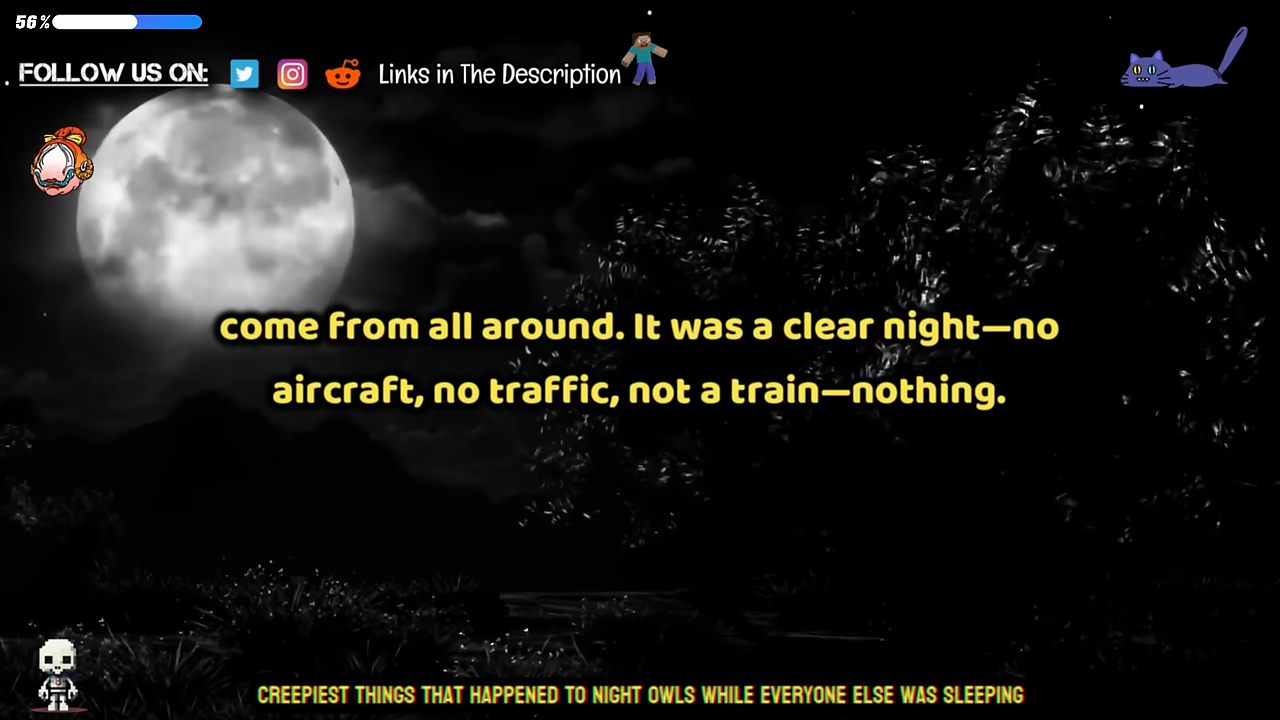 56%
FOLLOW US ON: Links in The Description
come from all around. It was a clear night—no
aircraft, no traffic, not a train—nothing.
CREEPIEST THINGS THAT HAPPENED TO NIGHT OWLS WHILE EVERYONE ELSE WAS SLEEPING